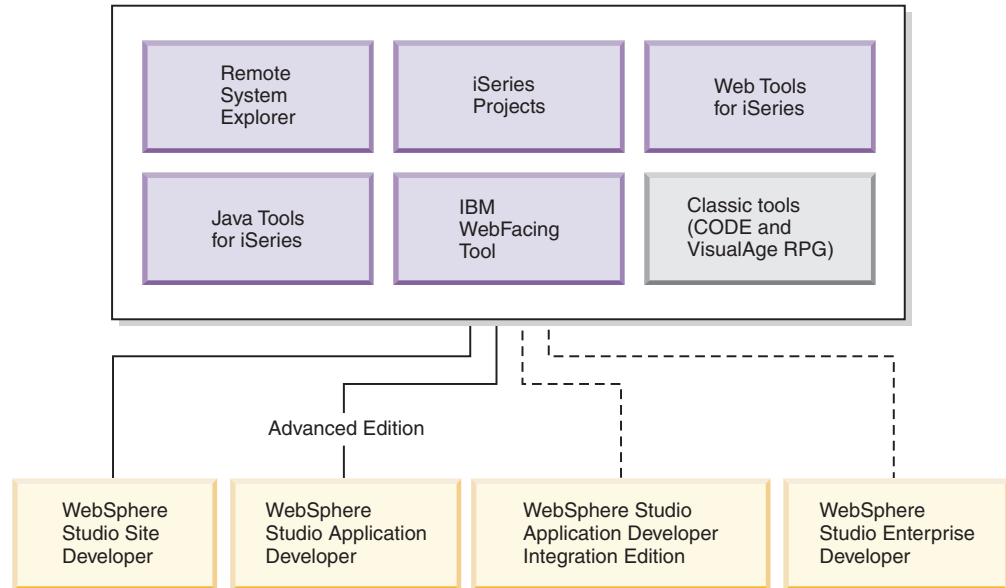 Remote
System
Explorer
iSeries
Projects
Web Tools
for iSeries
Java Tools
for iSeries
IBM
WebFacing
Tool
Classic tools
(CODE and
VisualAge RPG)
Advanced Edition
WebSphere
Studio Site
Developer
WebSphere
Studio Application
Developer
WebSphere Studio
Application Developer
Integration Edition
WebSphere
Studio Enterprise
Developer